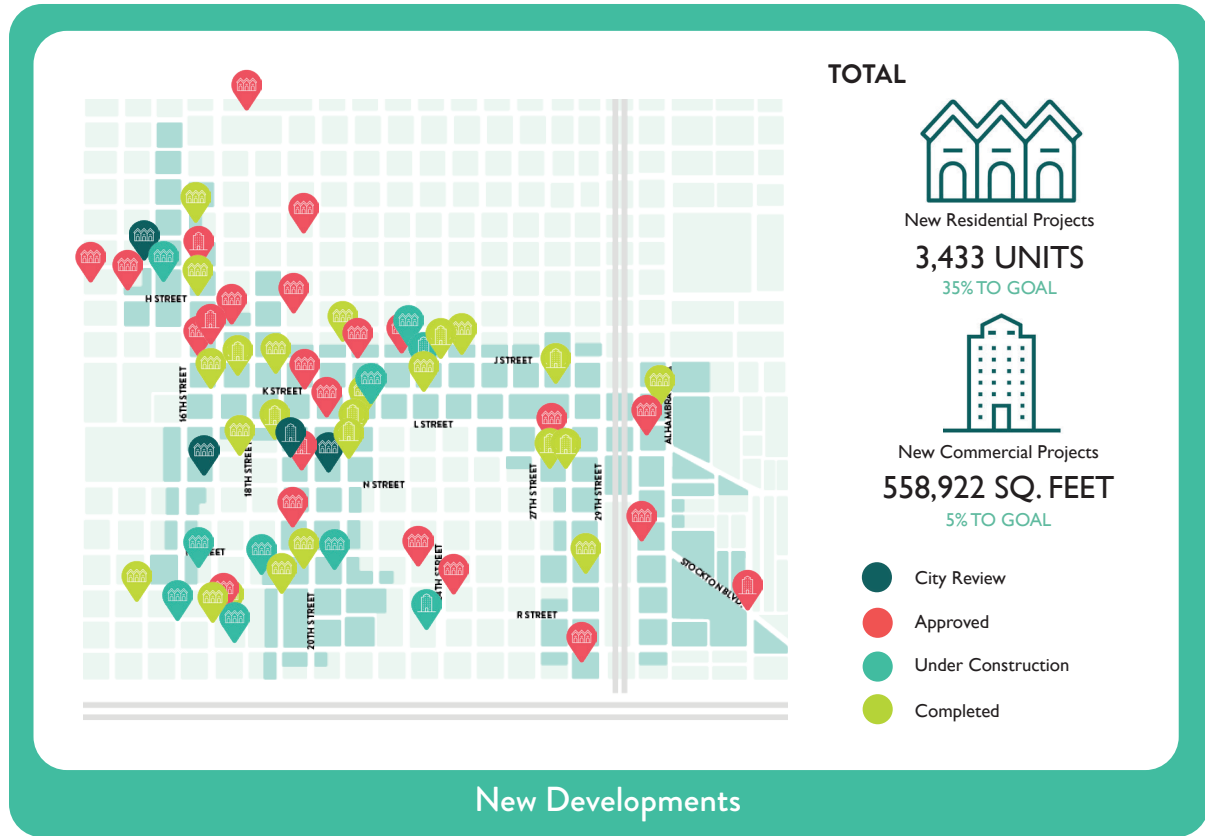 TOTAL
New Residential Projects
3,433 UNITS
35% TO GOAL
New Commercial Projects
558,922 SQ. FEET
5% TO GOAL
City Review
Approved
Under Construction
Completed
H STREET
J STREET
16TH STREET
K STREET
ALHAMBRA
L STREET
18TH STREET
N STREET
27TH STREET
29TH STREET
STREET
STREET
STOCKTON BLVD.
R STREET
20TH STREET
New Developments